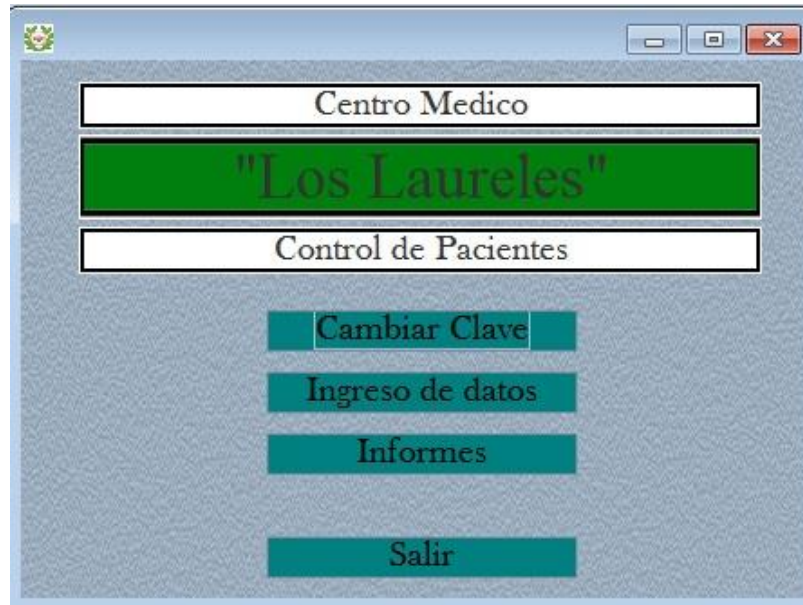 Centro Medico
"Los Laureles"
Control de Pacientes
Cambiar Clave
Ingreso de datos
Informes
Salir